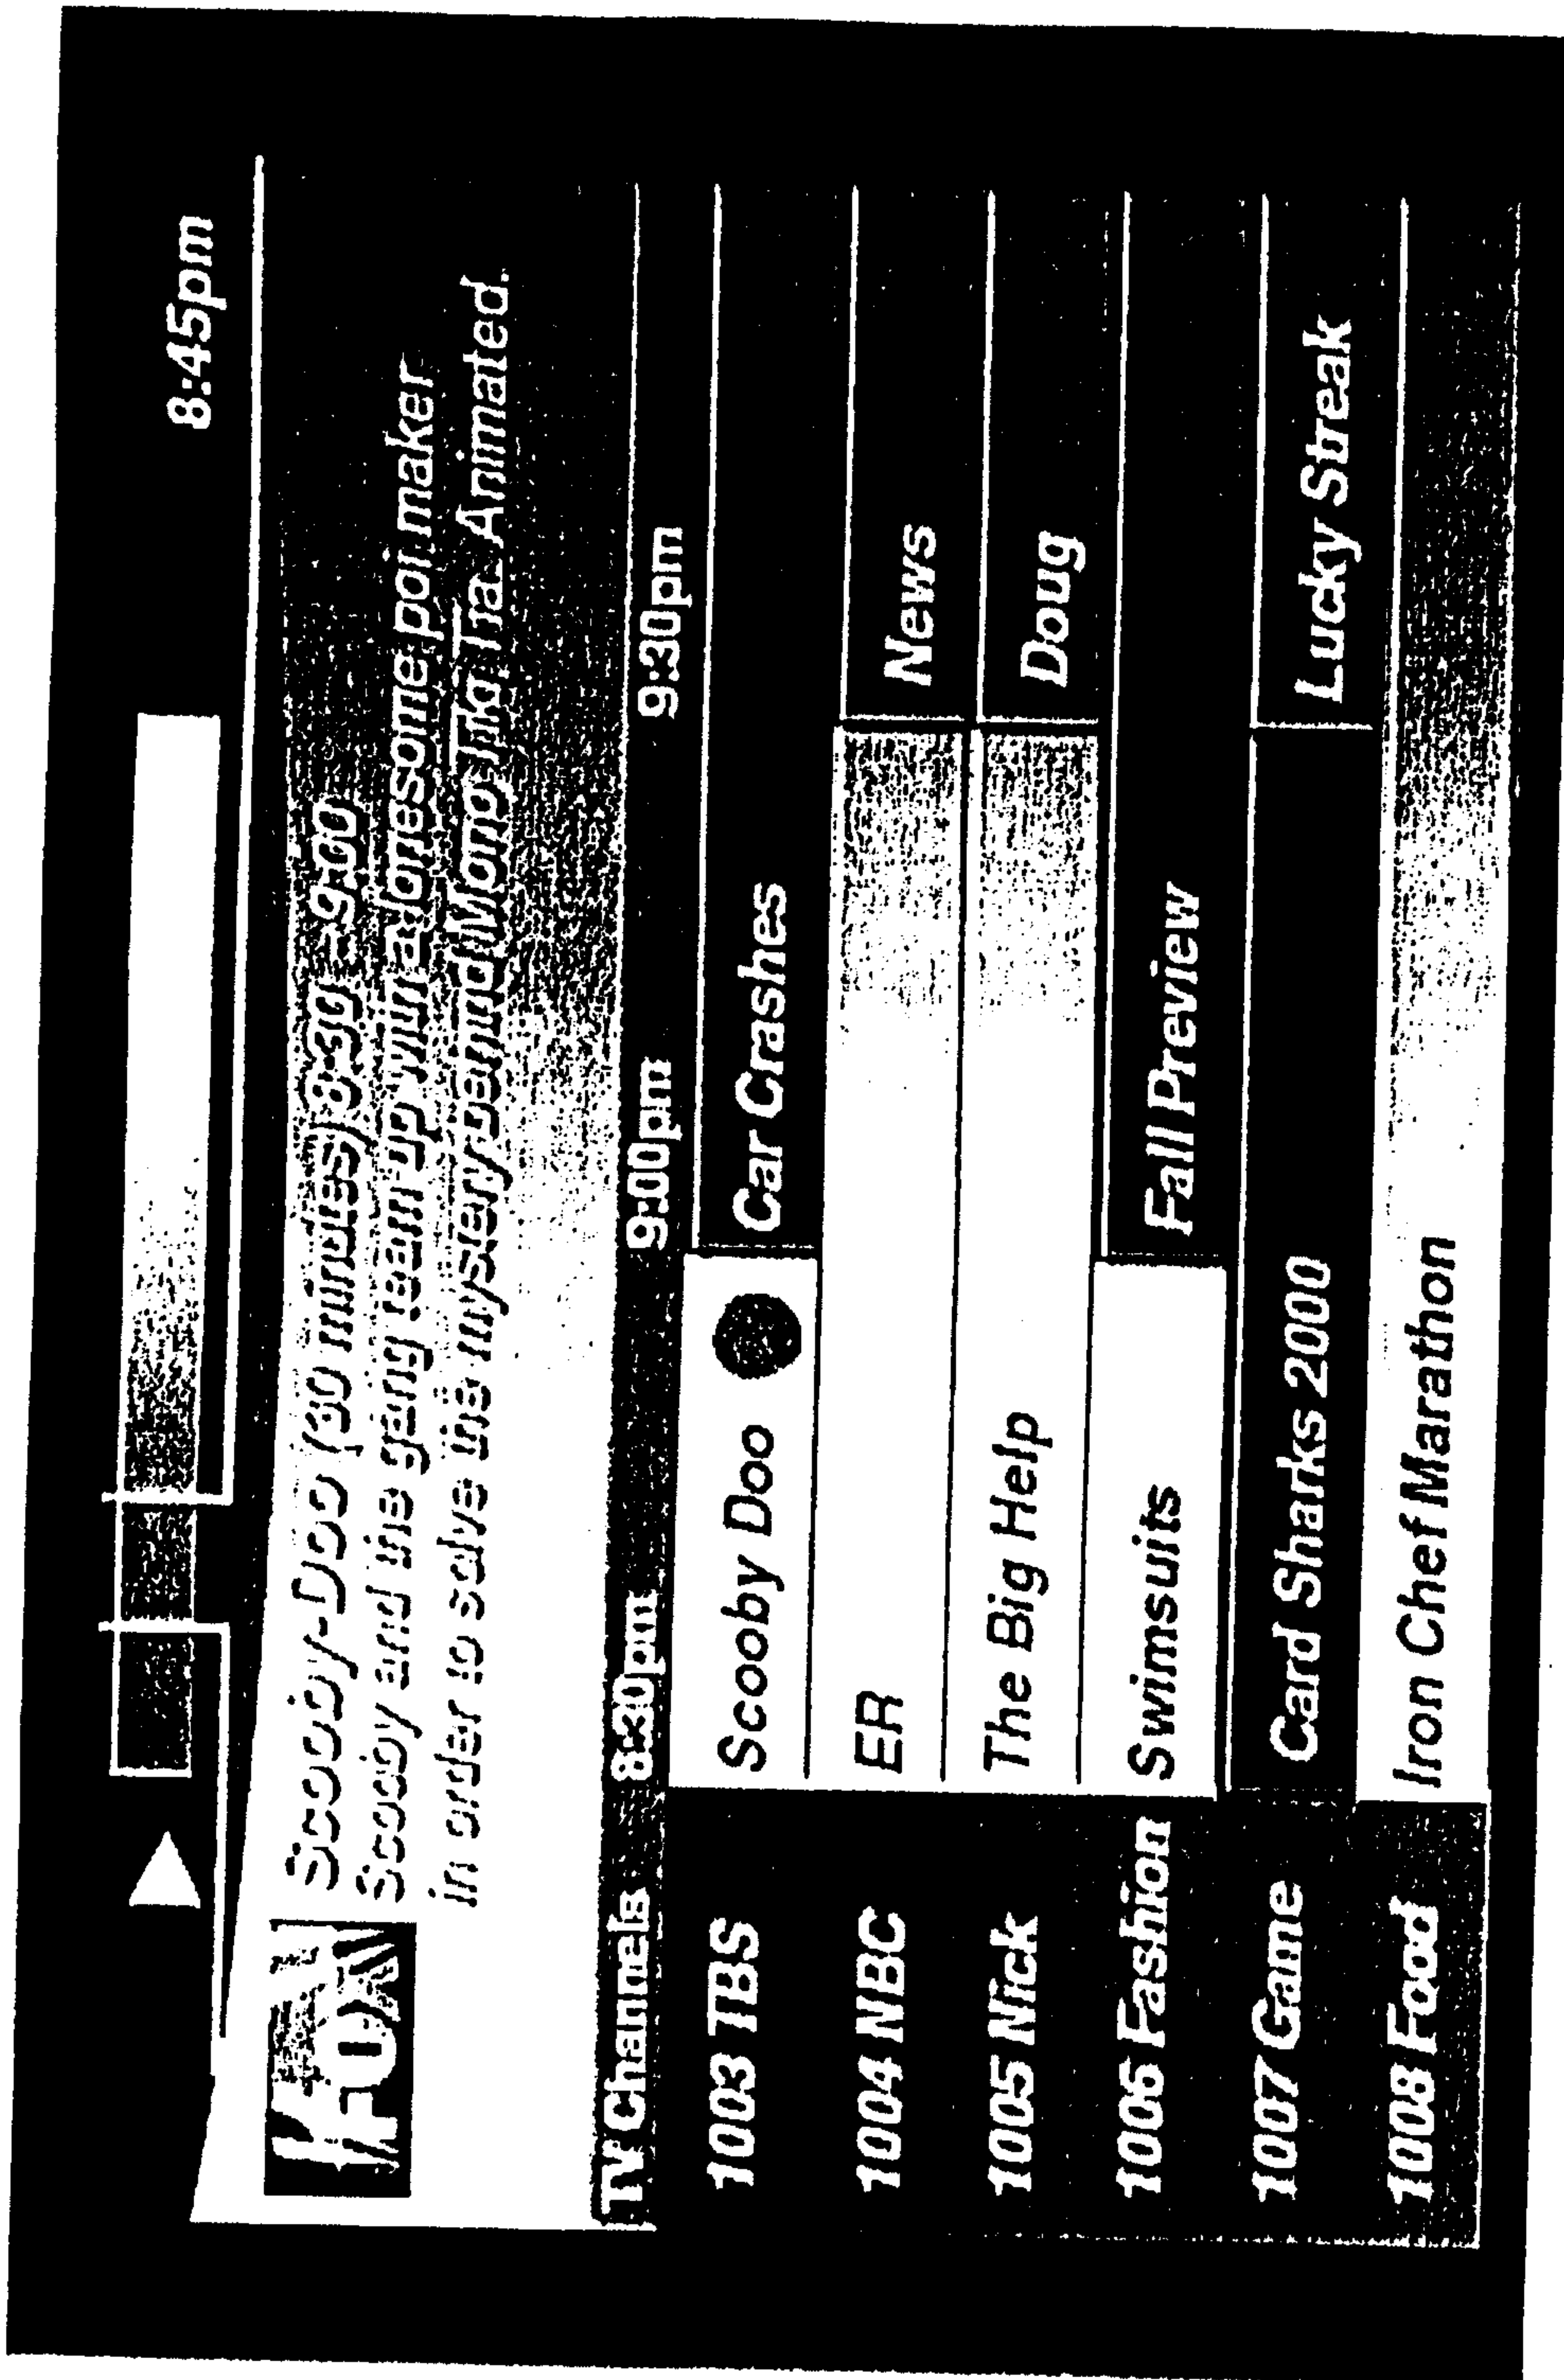 8:45pm
FOX
Scooby-Doo (30 minutes) 8:30 - 9:00
Scooby and the gang team up with a lonesome poi maker
in order to solve the mystery behind Mono Tiki Tia. Animated.
TV Channels 8:30pm 9:00pm 9:30pm
1003 TBS Scooby Doo Car Crashes
1004 NBC ER News
1005 Nick The Big Help Doug
1006 Fashion Swimsuits Fall Preview
1007 Game Card Sharks 2000 Lucky Streak
1008 Food Iron Chef Marathon